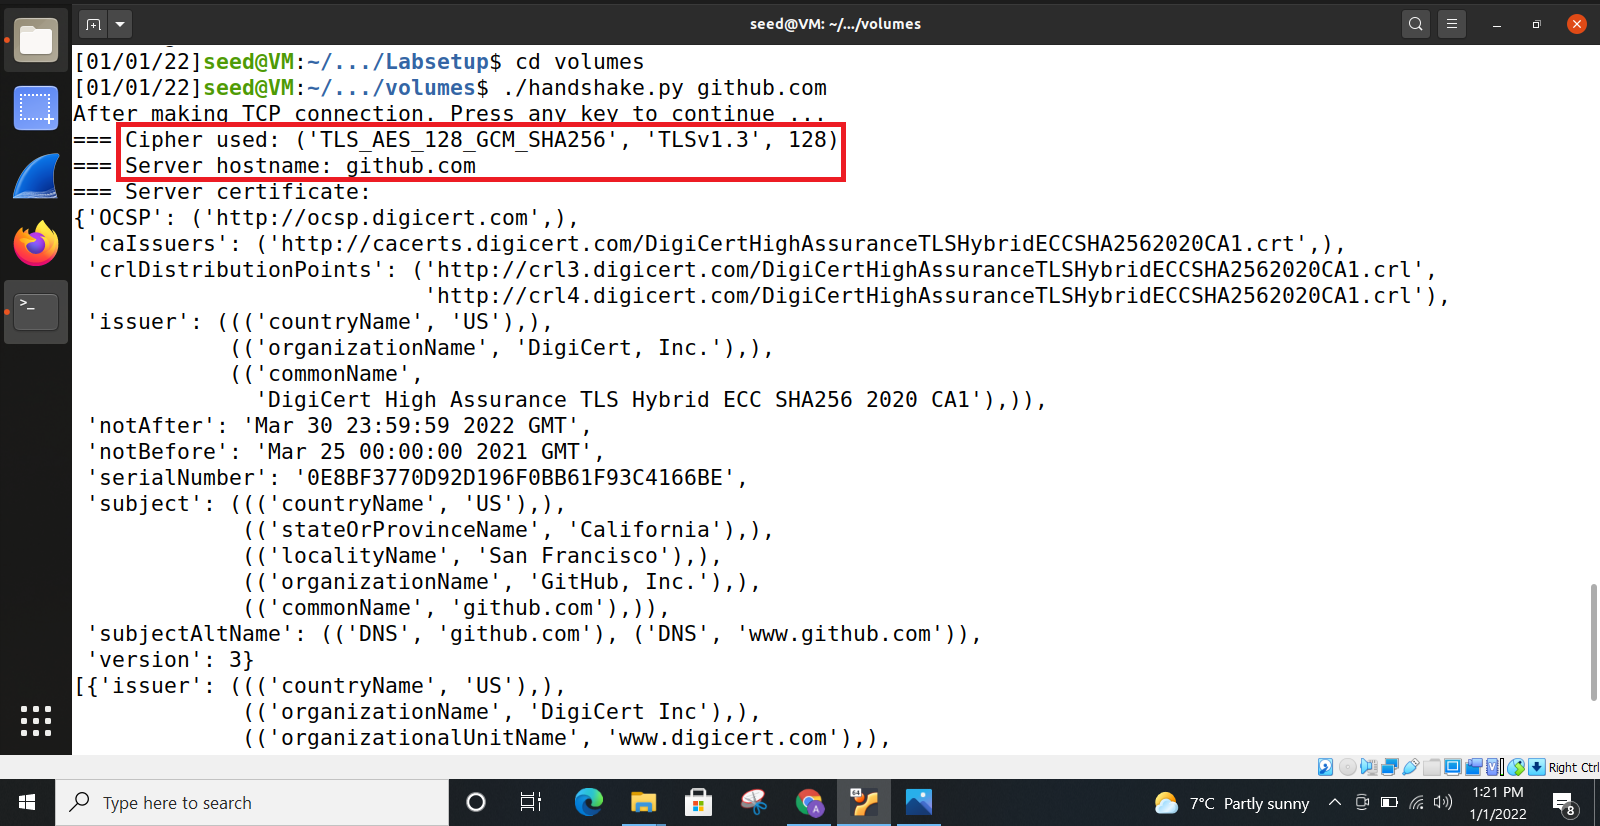 seed@VM: ~/.../volumes
[01/01/22]seed@VM:~/.../Labsetup$ cd volumes
[01/01/22]seed@VM:~/.../volumes$ ./handshake.py github.com
After making TCP connection. Press any key to continue ...
=== Cipher used: ('TLS_AES_128_GCM_SHA256', 'TLSv1.3', 128)
=== Server hostname: github.com
=== Server certificate:
{'OCSP': ('http://ocsp.digicert.com',),
 'caIssuers': ('http://cacerts.digicert.com/DigiCertHighAssuranceTLSHybridECCSHA2562020CA1.crt',),
 'crlDistributionPoints': ('http://crl3.digicert.com/DigiCertHighAssuranceTLSHybridECCSHA2562020CA1.crl',
                           'http://crl4.digicert.com/DigiCertHighAssuranceTLSHybridECCSHA2562020CA1.crl'),
 'issuer': ((('countryName', 'US'),),
            (('organizationName', 'DigiCert, Inc.'),),
            (('commonName',
              'DigiCert High Assurance TLS Hybrid ECC SHA256 2020 CA1'),)),
 'notAfter': 'Mar 30 23:59:59 2022 GMT',
 'notBefore': 'Mar 25 00:00:00 2021 GMT',
 'serialNumber': '0E8BF3770D92D196F0BB61F93C4166BE',
 'subject': ((('countryName', 'US'),),
             (('stateOrProvinceName', 'California'),),
             (('localityName', 'San Francisco'),),
             (('organizationName', 'GitHub, Inc.'),),
             (('commonName', 'github.com'),)),
 'subjectAltName': (('DNS', 'github.com'), ('DNS', 'www.github.com')),
 'version': 3}
[{'issuer': ((('countryName', 'US'),),
             (('organizationName', 'DigiCert Inc'),),
             (('organizationalUnitName', 'www.digicert.com'),),
Right Ctrl
Type here to search
A
64
7°C Partly sunny
1:21 PM
1/1/2022
8